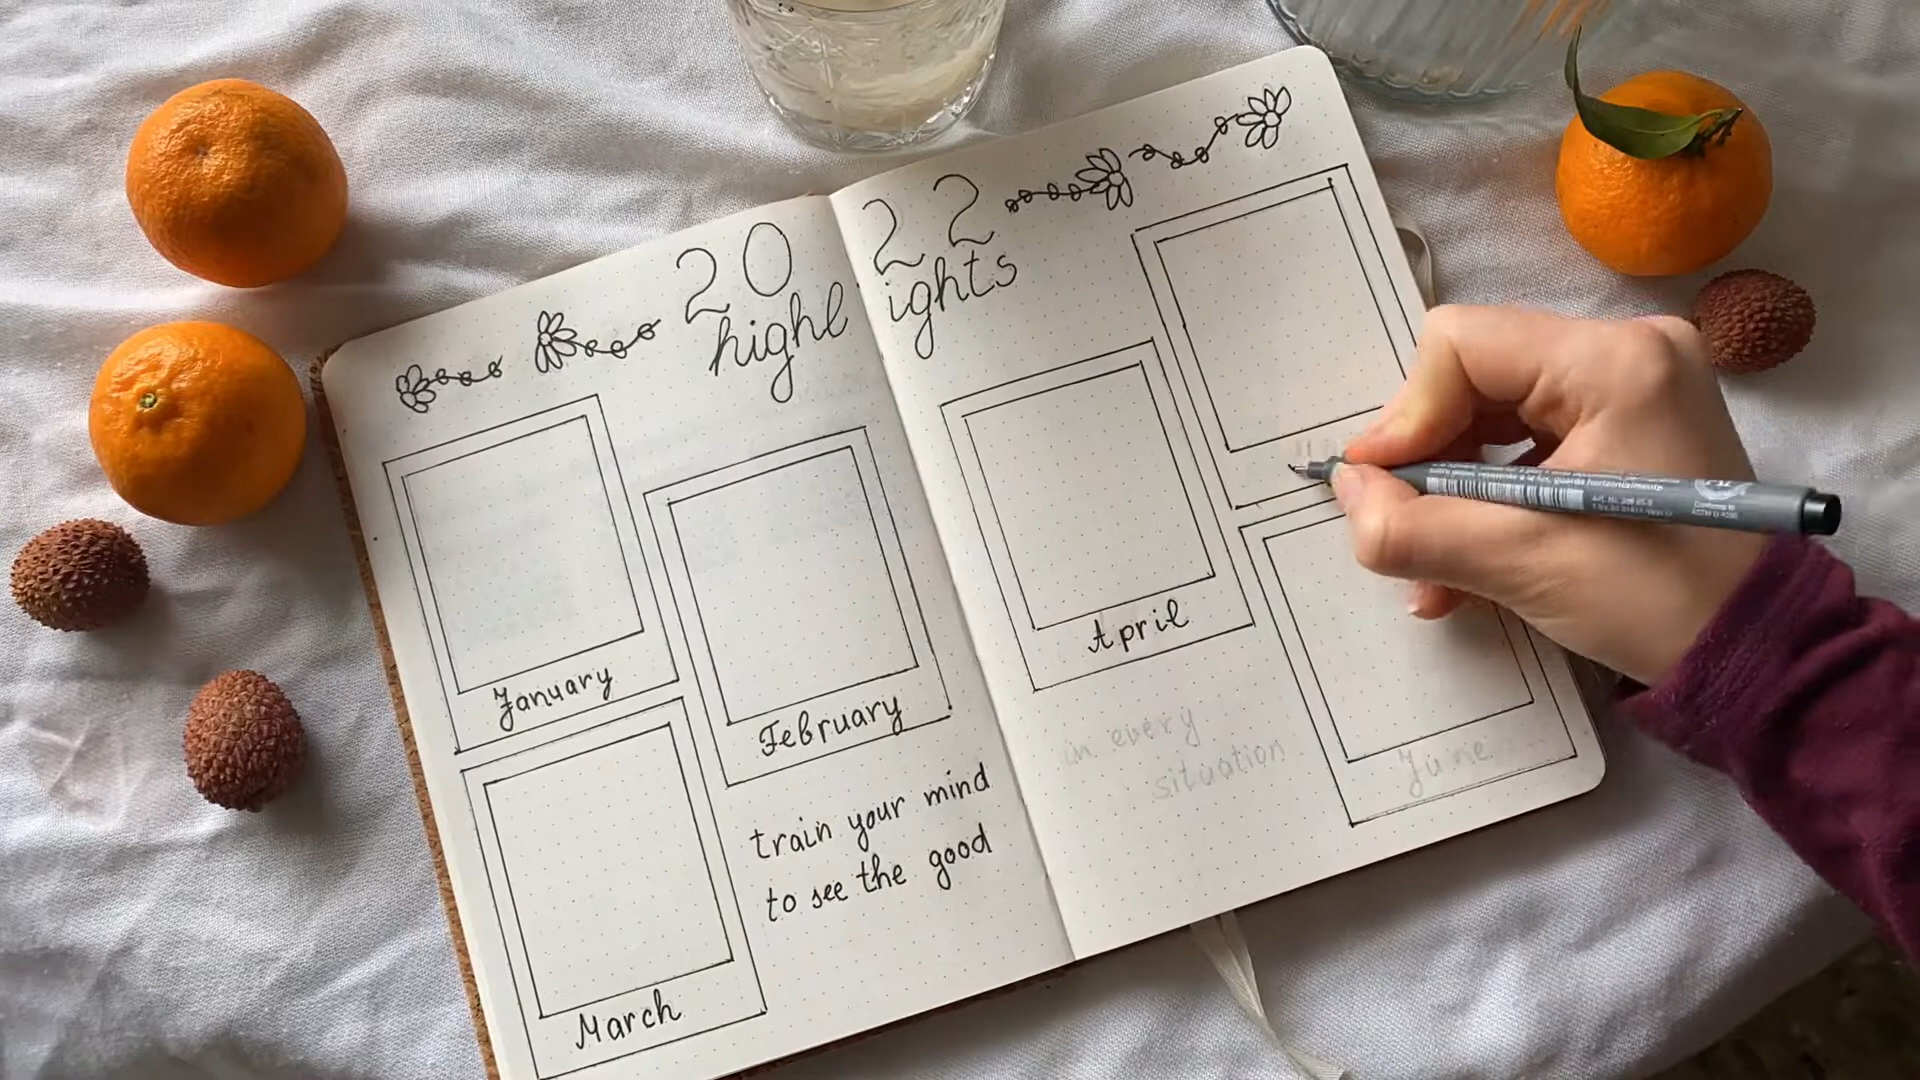 2022
highlights
January
February
March
train your mind
to see the good
April
in every
situation
June